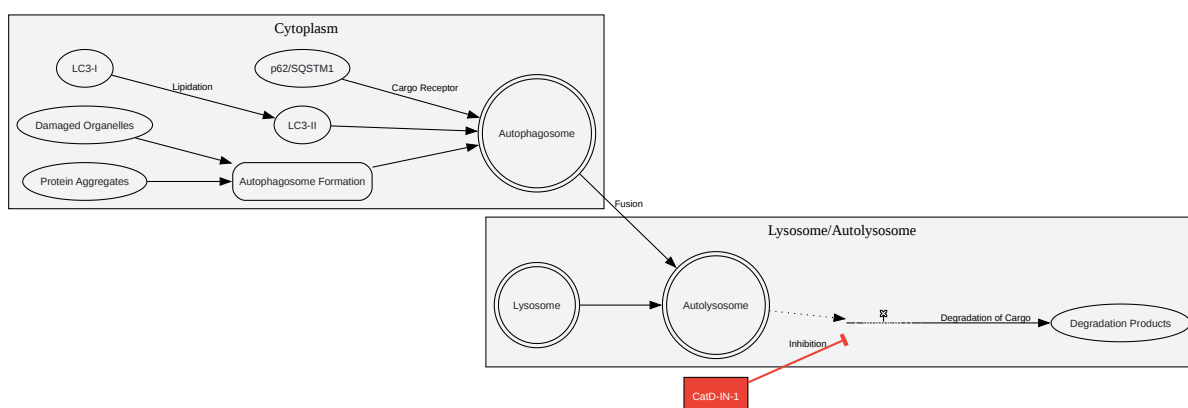 Cytoplasm
LC3-I
p62/SQSTM1
Lipidation
Cargo Receptor
Damaged Organelles
LC3-II
Autophagosome
Protein Aggregates
Autophagosome Formation
Fusion
Lysosome/Autolysosome
Lysosome
Autolysosome
Degradation of Cargo
Degradation Products
Inhibition
CatD-IN-1